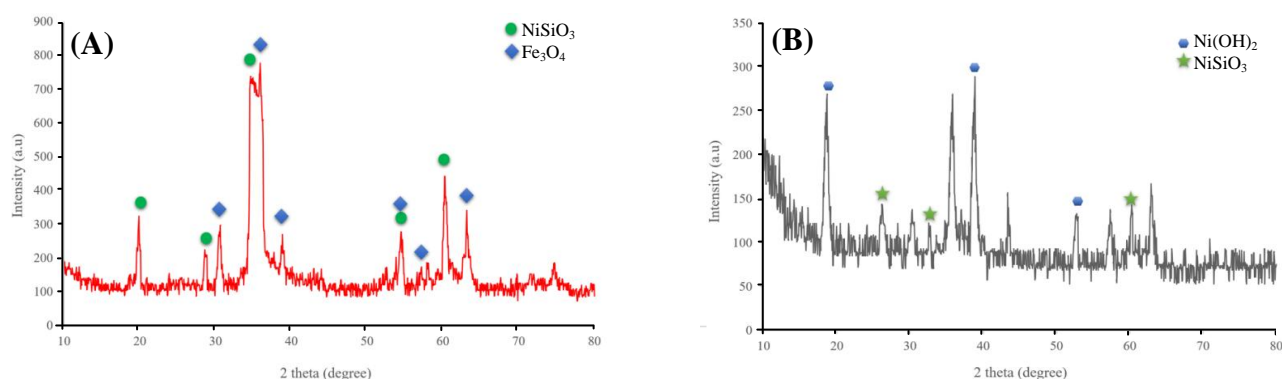 (A)
NiSiO₃
Fe₃O₄
900
800
700
600
500
400
300
200
100
0
Intensity (a.u)
10 20 30 40 50 60 70 80
2 theta (degree)
(B)
Ni(OH)₂
NiSiO₃
350
300
250
200
150
100
50
0
Intensity (a.u)
10 20 30 40 50 60 70 80
2 theta (degree)